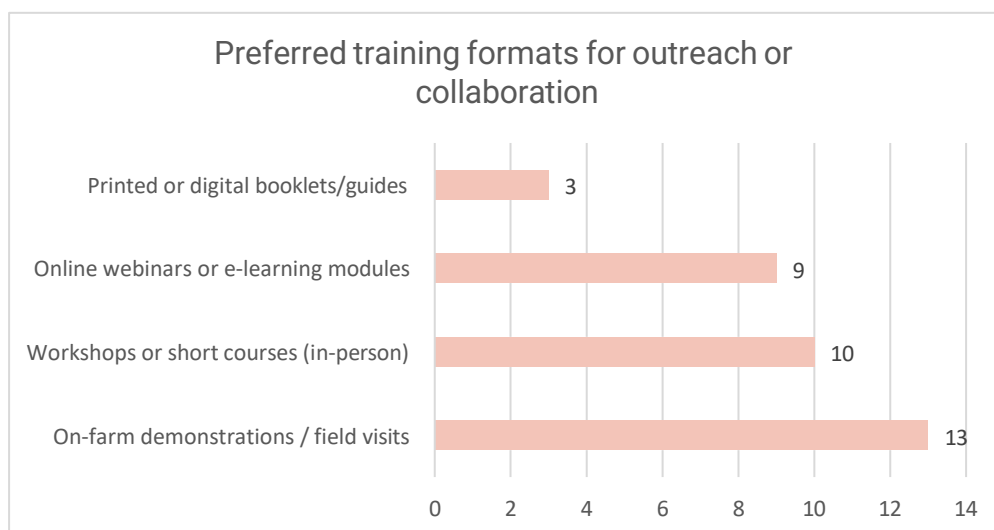 Preferred training formats for outreach or
collaboration
Printed or digital booklets/guides
3
Online webinars or e-learning modules
9
Workshops or short courses (in-person)
10
On-farm demonstrations / field visits
13
0 2 4 6 8 10 12 14